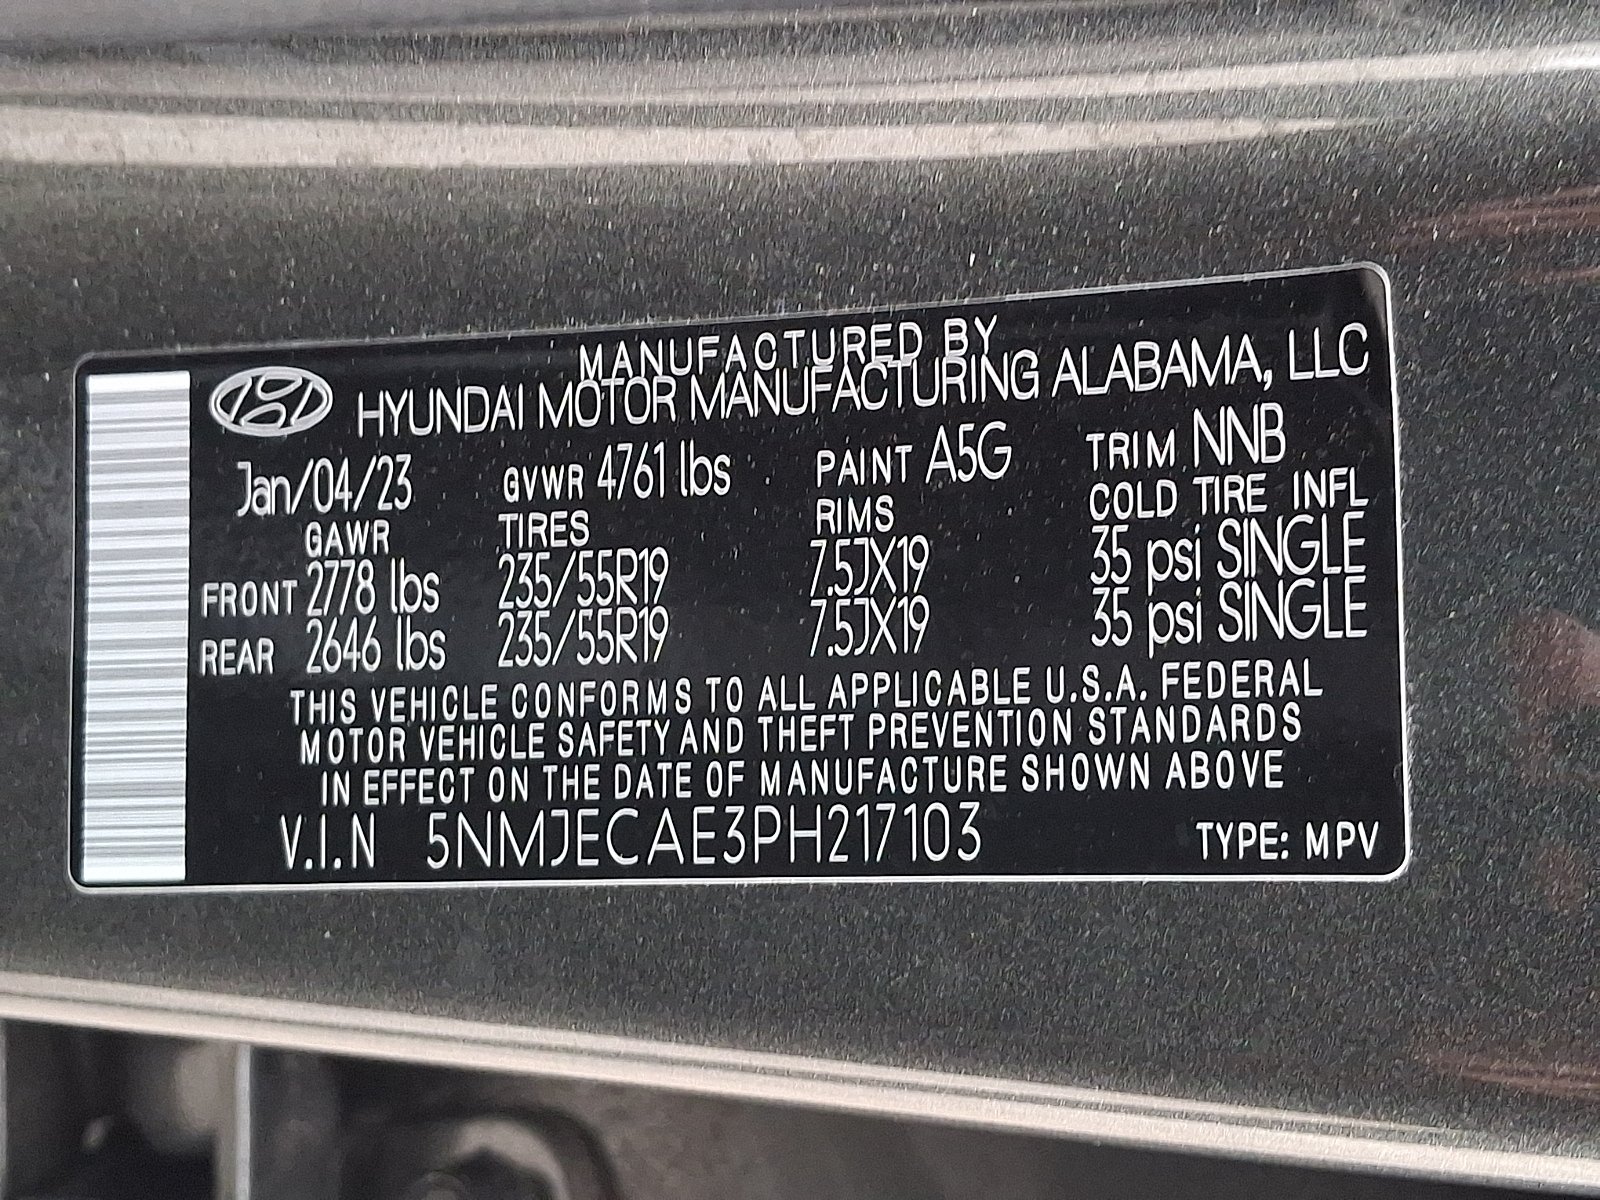 MANUFACTURED BY
HYUNDAI MOTOR MANUFACTURING ALABAMA, LLC
Jan/04/23 GVWR 4761 lbs PAINT A5G TRIM NNB
GAWR TIRES RIMS COLD TIRE INFL
FRONT 2778 lbs 235/55R19 7.5JX19 35 psi SINGLE
REAR 2646 lbs 235/55R19 7.5JX19 35 psi SINGLE
THIS VEHICLE CONFORMS TO ALL APPLICABLE U.S.A. FEDERAL
MOTOR VEHICLE SAFETY AND THEFT PREVENTION STANDARDS
IN EFFECT ON THE DATE OF MANUFACTURE SHOWN ABOVE
V.I.N 5NMJECAE3PH217103 TYPE: MPV